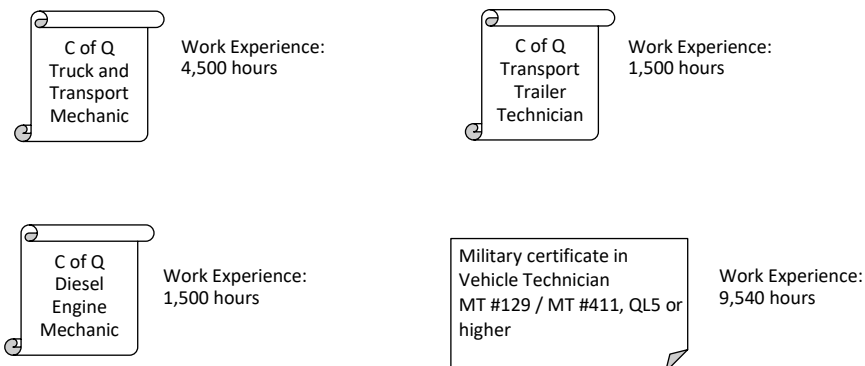 C of Q
Truck and
Transport
Mechanic
Work Experience:
4,500 hours
C of Q
Transport
Trailer
Technician
Work Experience:
1,500 hours
C of Q
Diesel
Engine
Mechanic
Work Experience:
1,500 hours
Military certificate in
Vehicle Technician
MT #129 / MT #411, QL5 or
higher
Work Experience:
9,540 hours